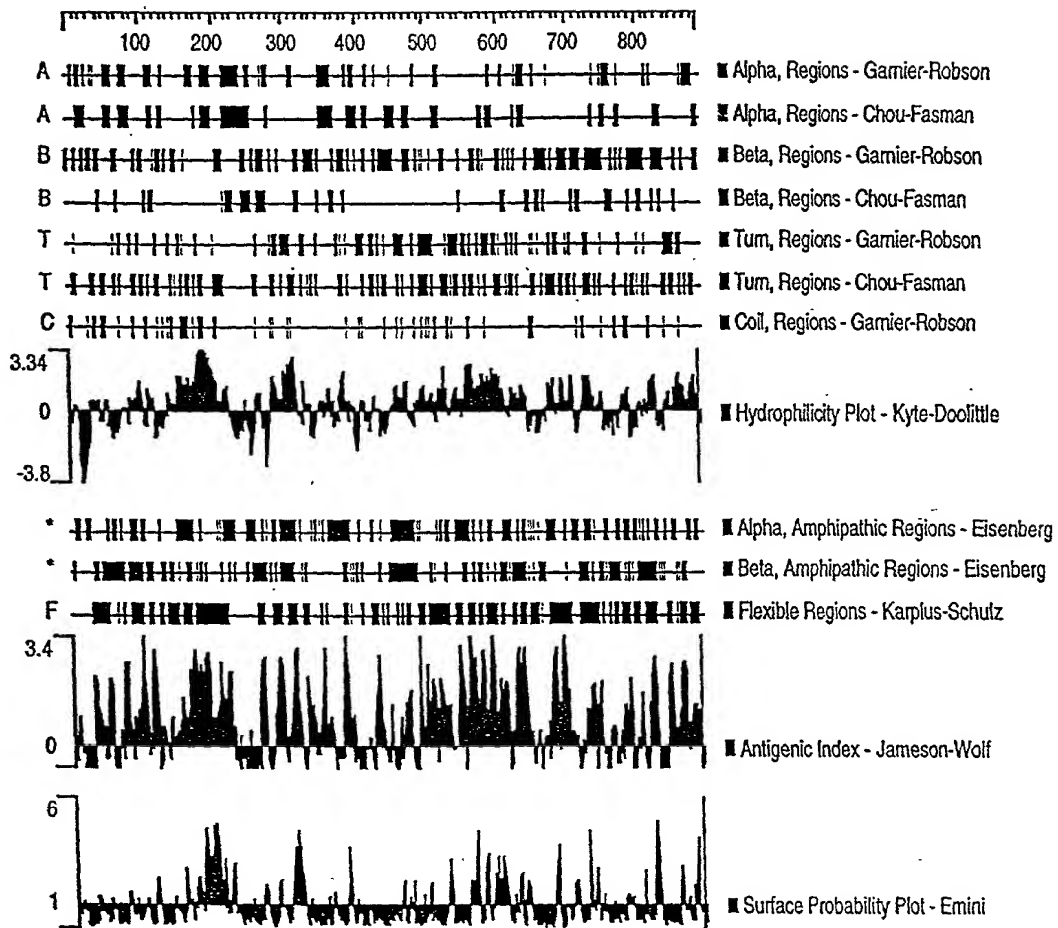 100 200 300 400 500 600 700 800
A Alpha, Regions - Garnier-Robson
A Alpha, Regions - Chou-Fasman
B Beta, Regions - Garnier-Robson
B Beta, Regions - Chou-Fasman
T Turn, Regions - Garnier-Robson
T Turn, Regions - Chou-Fasman
C Coil, Regions - Garnier-Robson
3.34
0 Hydrophilicity Plot - Kyte-Doolittle
-3.8
* Alpha, Amphipathic Regions - Eisenberg
* Beta, Amphipathic Regions - Eisenberg
F Flexible Regions - Karplus-Schulz
3.4
0 Antigenic Index - Jameson-Wolf
6
1 Surface Probability Plot - Emini